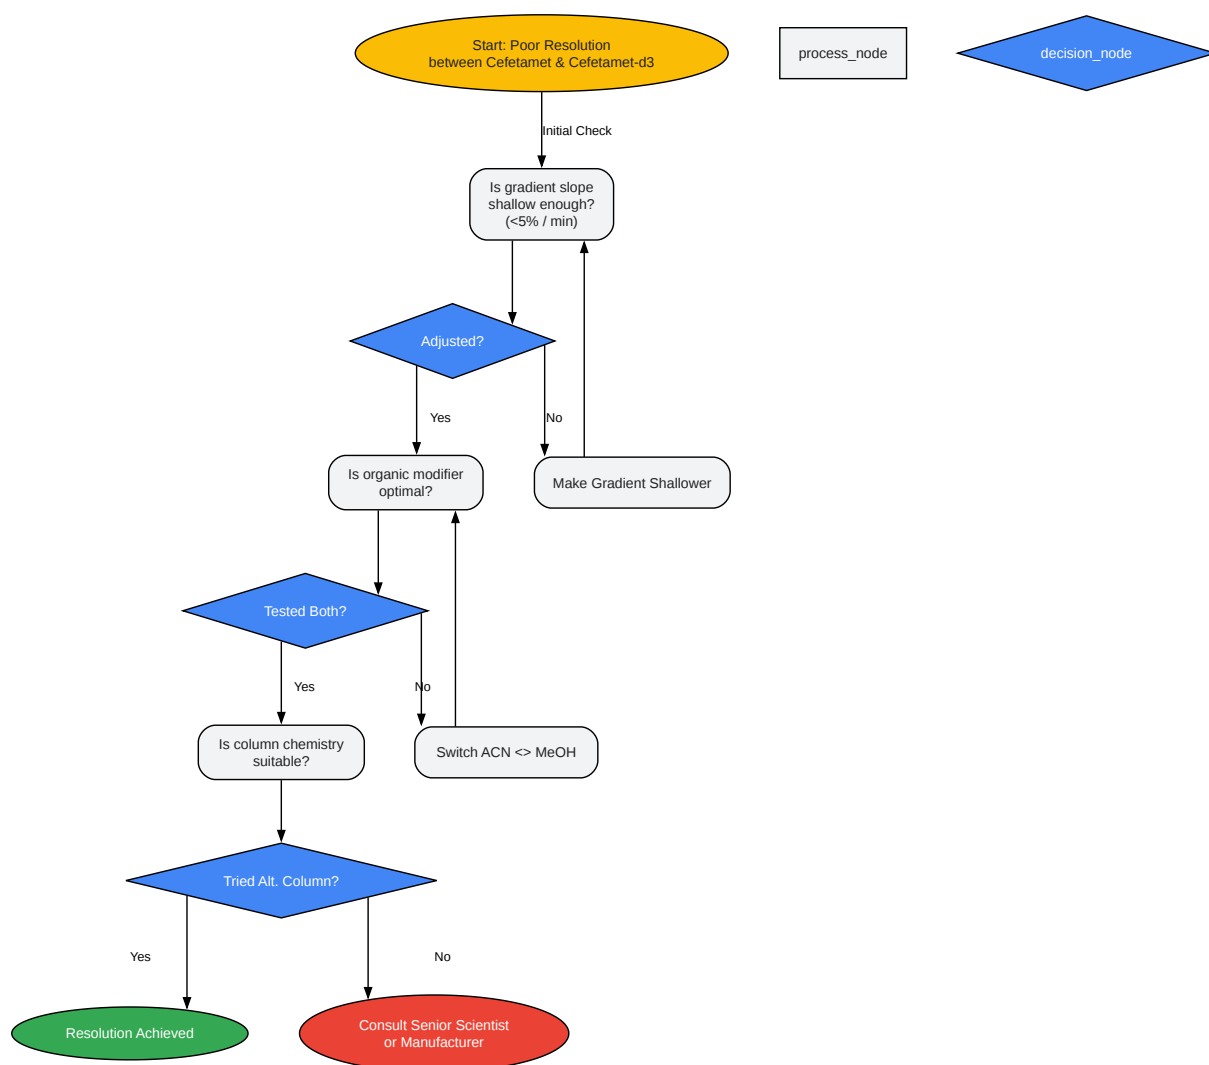 Start: Poor Resolution
between Cefetamet & Cefetamet-d3
process_node
decision_node
Initial Check
Is gradient slope
shallow enough?
(<5% / min)
Adjusted?
Yes
No
Is organic modifier
optimal?
Make Gradient Shallower
Tested Both?
Yes
No
Is column chemistry
suitable?
Switch ACN <> MeOH
Tried Alt. Column?
Yes
No
Resolution Achieved
Consult Senior Scientist
or Manufacturer